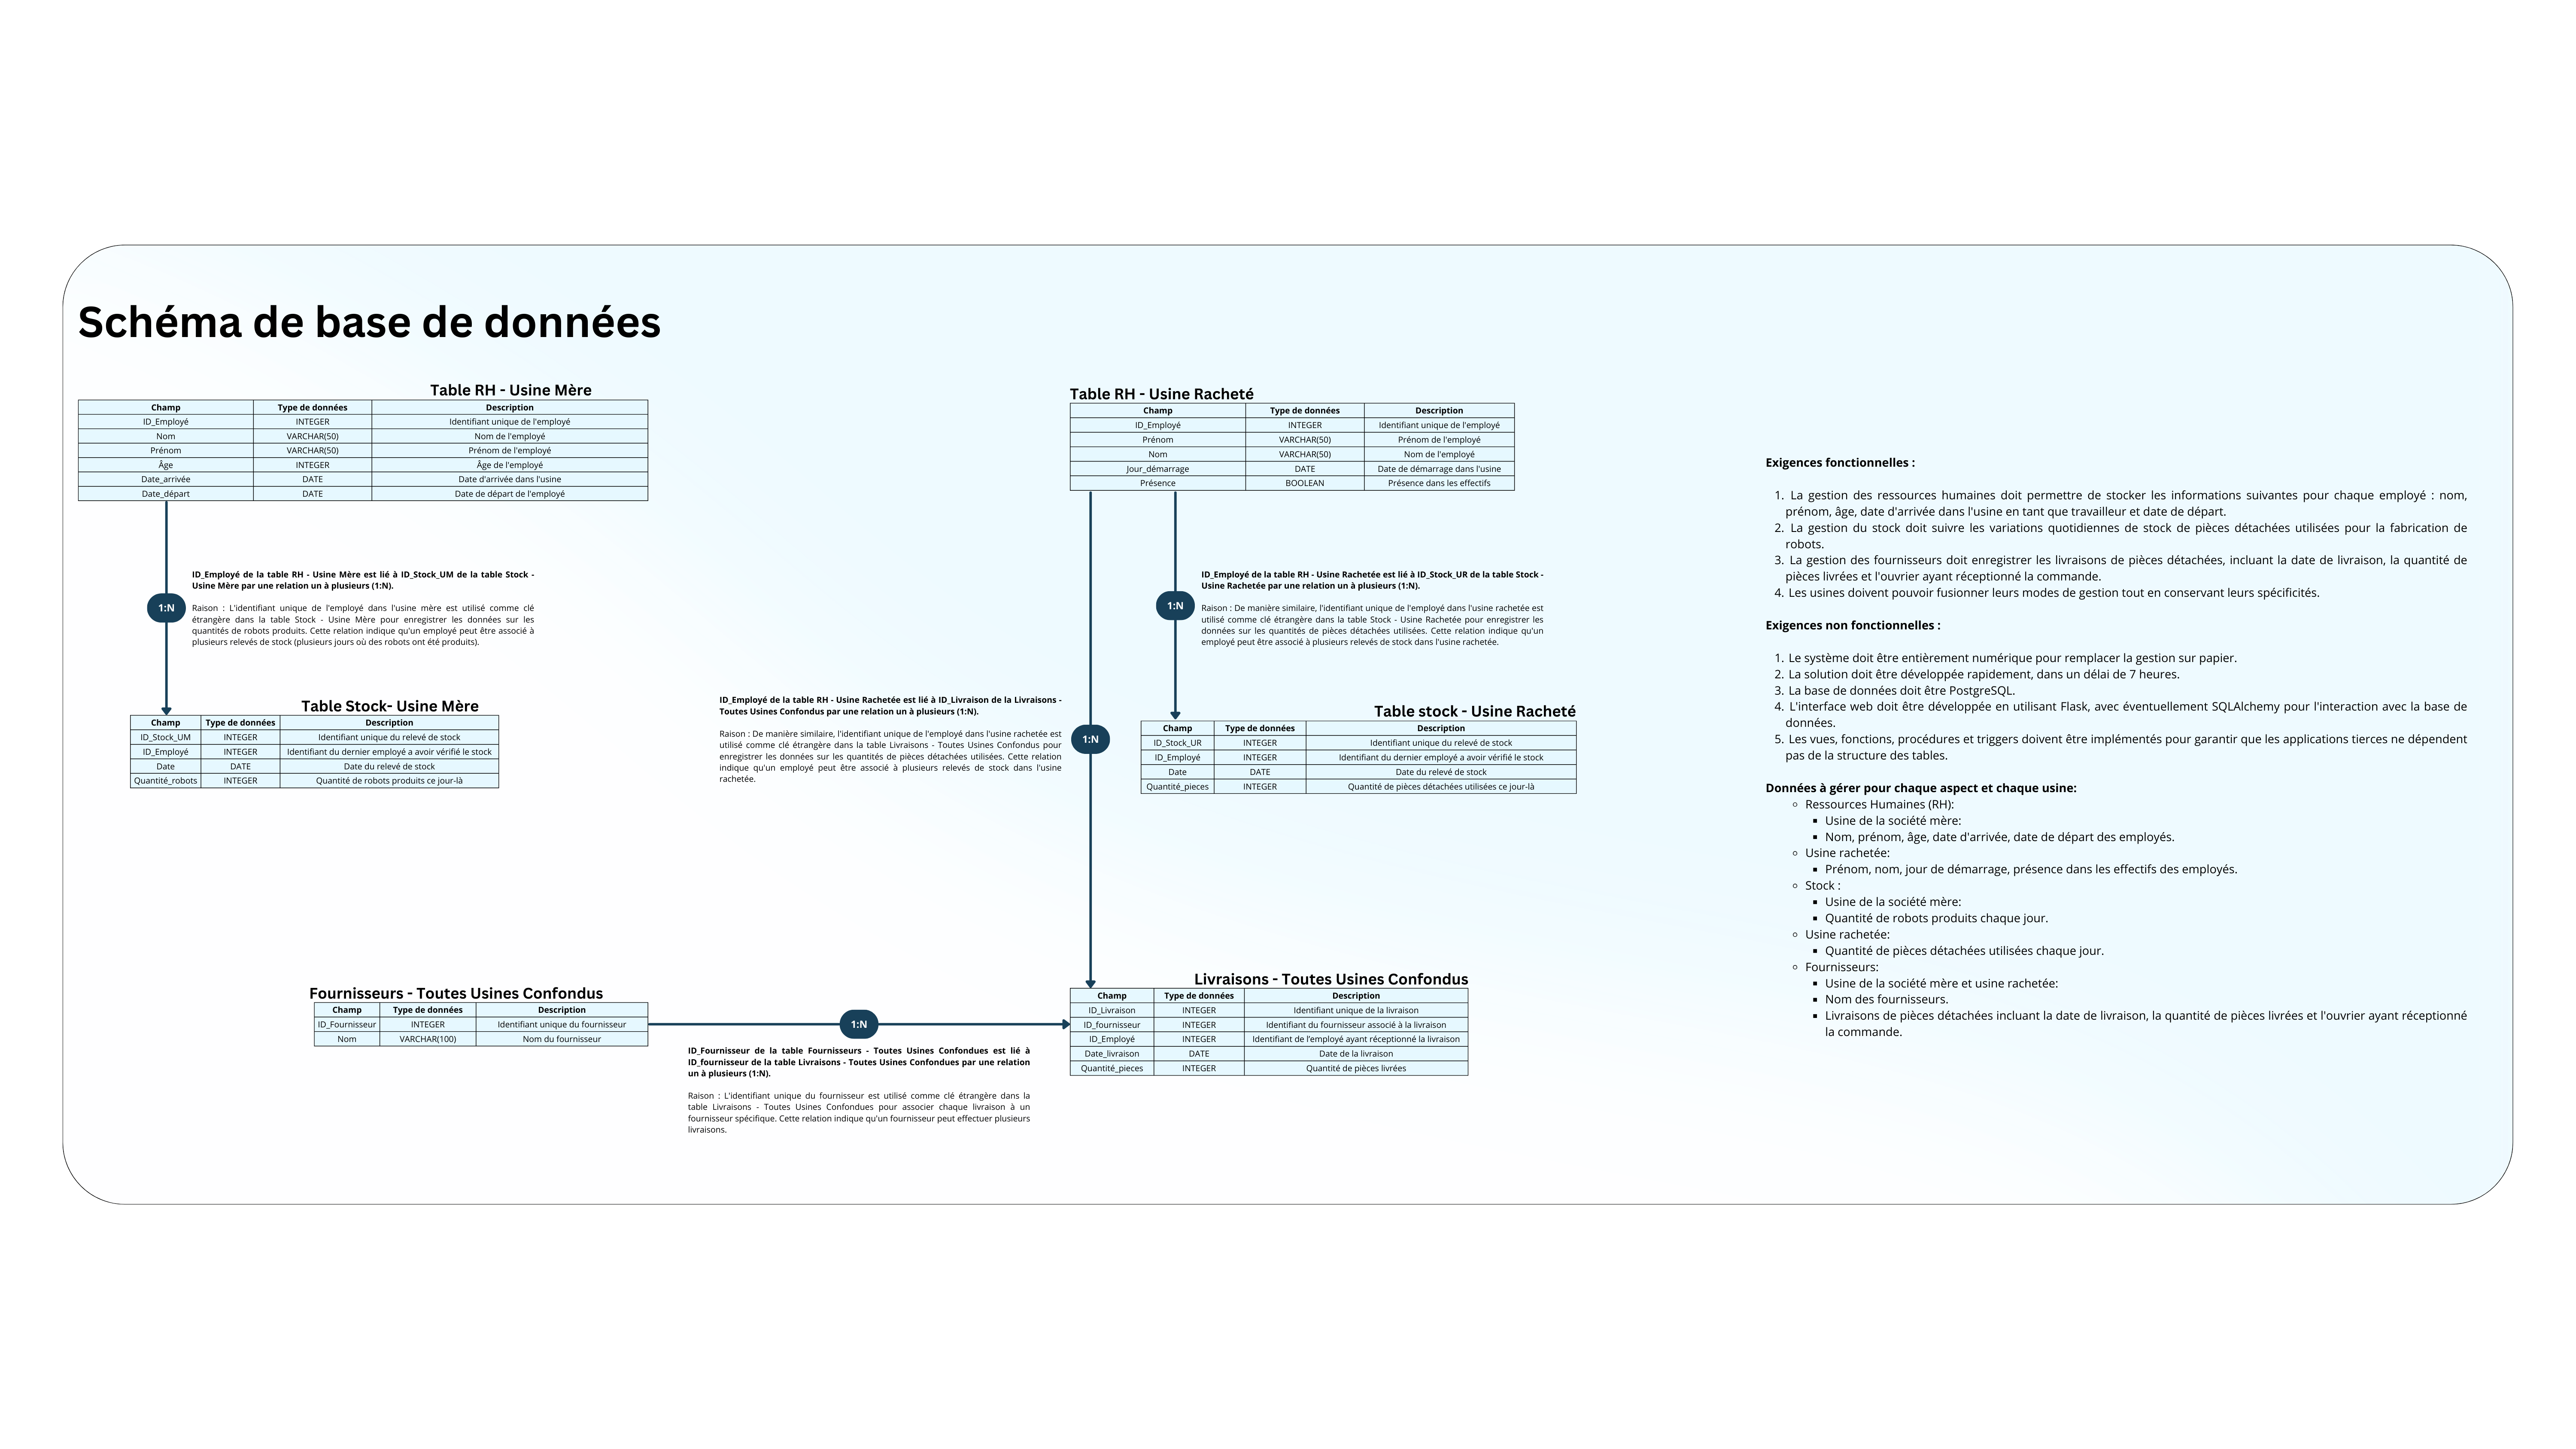 Schéma de base de données
Table RH - Usine Mère
Champ Type de données Description
ID_Employé INTEGER Identifiant unique de l'employé
Nom VARCHAR(50) Nom de l'employé
Prénom VARCHAR(50) Prénom de l'employé
Âge INTEGER Âge de l'employé
Date_arrivée DATE Date d'arrivée dans l'usine
Date_départ DATE Date de départ de l'employé
1:N
ID_Employé de la table RH - Usine Mère est lié à ID_Stock_UM de la table Stock -
Usine Mère par une relation un à plusieurs (1:N).
Raison : L'identifiant unique de l'employé dans l'usine mère est utilisé comme clé
étrangère dans la table Stock - Usine Mère pour enregistrer les données sur les
quantités de robots produits. Cette relation indique qu'un employé peut être associé à
plusieurs relevés de stock (plusieurs jours où des robots ont été produits).
Table Stock- Usine Mère
Champ Type de données Description
ID_Stock_UM INTEGER Identifiant unique du relevé de stock
ID_Employé INTEGER Identifiant du dernier employé a avoir vérifié le stock
Date DATE Date du relevé de stock
Quantité_robots INTEGER Quantité de robots produits ce jour-là
Table RH - Usine Racheté
Champ Type de données Description
ID_Employé INTEGER Identifiant unique de l'employé
Prénom VARCHAR(50) Prénom de l'employé
Nom VARCHAR(50) Nom de l'employé
Jour_démarrage DATE Date de démarrage dans l'usine
Présence BOOLEAN Présence dans les effectifs
1:N
ID_Employé de la table RH - Usine Rachetée est lié à ID_Stock_UR de la table Stock -
Usine Rachetée par une relation un à plusieurs (1:N).
Raison : De manière similaire, l'identifiant unique de l'employé dans l'usine rachetée est
utilisé comme clé étrangère dans la table Stock - Usine Rachetée pour enregistrer les
données sur les quantités de pièces détachées utilisées. Cette relation indique qu'un
employé peut être associé à plusieurs relevés de stock dans l'usine rachetée.
ID_Employé de la table RH - Usine Rachetée est lié à ID_Livraison de la Livraisons -
Toutes Usines Confondus par une relation un à plusieurs (1:N).
Raison : De manière similaire, l'identifiant unique de l'employé dans l'usine rachetée est
utilisé comme clé étrangère dans la table Livraisons - Toutes Usines Confondus pour
enregistrer les données sur les quantités de pièces détachées utilisées. Cette relation
indique qu'un employé peut être associé à plusieurs relevés de stock dans l'usine
rachetée.
1:N
Table stock - Usine Racheté
Champ Type de données Description
ID_Stock_UR INTEGER Identifiant unique du relevé de stock
ID_Employé INTEGER Identifiant du dernier employé a avoir vérifié le stock
Date DATE Date du relevé de stock
Quantité_pieces INTEGER Quantité de pièces détachées utilisées ce jour-là
Fournisseurs - Toutes Usines Confondus
Champ Type de données Description
ID_Fournisseur INTEGER Identifiant unique du fournisseur
Nom VARCHAR(100) Nom du fournisseur
1:N
ID_Fournisseur de la table Fournisseurs - Toutes Usines Confondues est lié à
ID_fournisseur de la table Livraisons - Toutes Usines Confondues par une relation
un à plusieurs (1:N).
Raison : L'identifiant unique du fournisseur est utilisé comme clé étrangère dans la
table Livraisons - Toutes Usines Confondues pour associer chaque livraison à un
fournisseur spécifique. Cette relation indique qu'un fournisseur peut effectuer plusieurs
livraisons.
Livraisons - Toutes Usines Confondus
Champ Type de données Description
ID_Livraison INTEGER Identifiant unique de la livraison
ID_fournisseur INTEGER Identifiant du fournisseur associé à la livraison
ID_Employé INTEGER Identifiant de l'employé ayant réceptionné la livraison
Date_livraison DATE Date de la livraison
Quantité_pieces INTEGER Quantité de pièces livrées
Exigences fonctionnelles :
1. La gestion des ressources humaines doit permettre de stocker les informations suivantes pour chaque employé : nom,
prénom, âge, date d'arrivée dans l'usine en tant que travailleur et date de départ.
2. La gestion du stock doit suivre les variations quotidiennes de stock de pièces détachées utilisées pour la fabrication de
robots.
3. La gestion des fournisseurs doit enregistrer les livraisons de pièces détachées, incluant la date de livraison, la quantité de
pièces livrées et l'ouvrier ayant réceptionné la commande.
4. Les usines doivent pouvoir fusionner leurs modes de gestion tout en conservant leurs spécificités.
Exigences non fonctionnelles :
1. Le système doit être entièrement numérique pour remplacer la gestion sur papier.
2. La solution doit être développée rapidement, dans un délai de 7 heures.
3. La base de données doit être PostgreSQL.
4. L'interface web doit être développée en utilisant Flask, avec éventuellement SQLAlchemy pour l'interaction avec la base de
données.
5. Les vues, fonctions, procédures et triggers doivent être implémentés pour garantir que les applications tierces ne dépendent
pas de la structure des tables.
Données à gérer pour chaque aspect et chaque usine:
Ressources Humaines (RH):
Usine de la société mère:
Nom, prénom, âge, date d'arrivée, date de départ des employés.
Usine rachetée:
Prénom, nom, jour de démarrage, présence dans les effectifs des employés.
Stock :
Usine de la société mère:
Quantité de robots produits chaque jour.
Usine rachetée:
Quantité de pièces détachées utilisées chaque jour.
Fournisseurs:
Usine de la société mère et usine rachetée:
Nom des fournisseurs.
Livraisons de pièces détachées incluant la date de livraison, la quantité de pièces livrées et l'ouvrier ayant réceptionné
la commande.